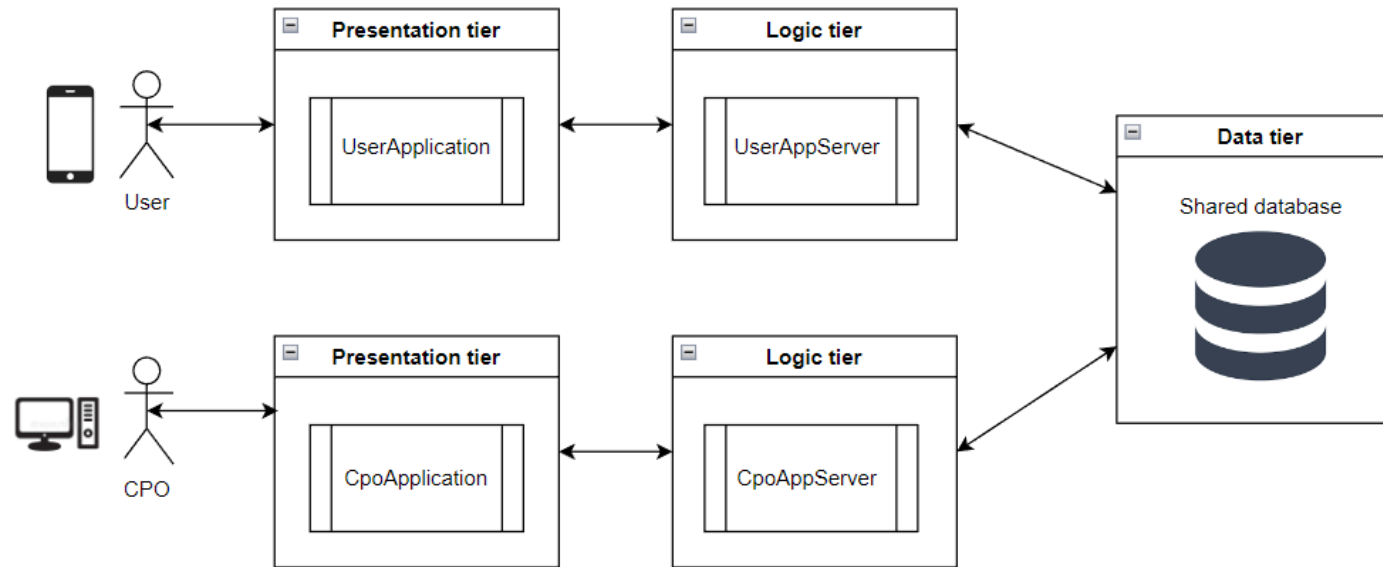 Presentation tier
Logic tier
UserApplication
UserAppServer
User
Data tier
Shared database
Presentation tier
Logic tier
CpoApplication
CpoAppServer
CPO